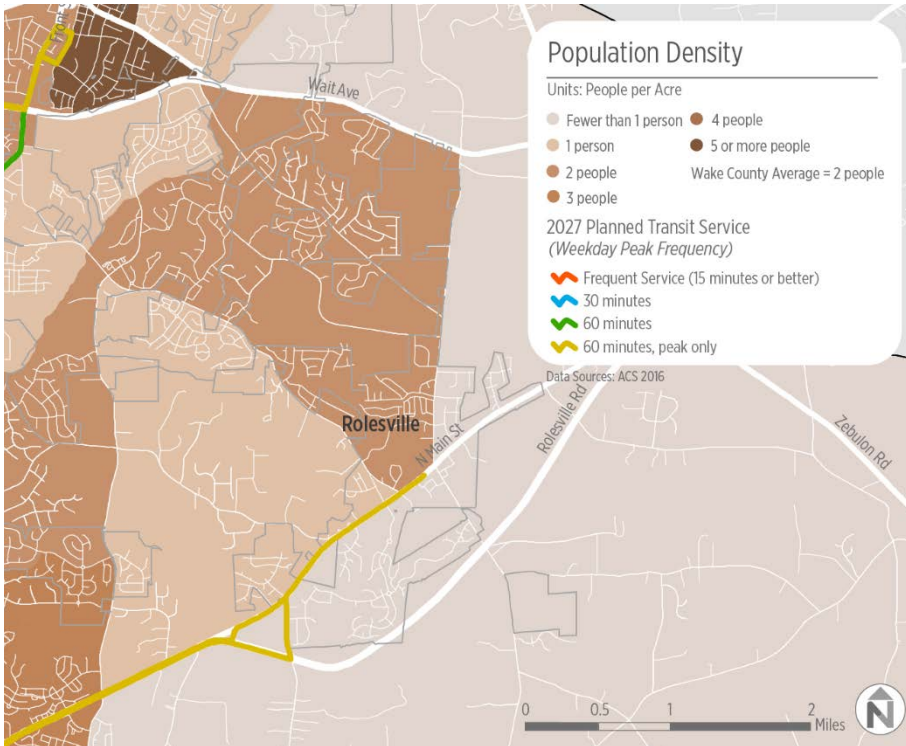 Front St
Wait Ave
Population Density
Units: People per Acre
Fewer than 1 person
4 people
1 person
5 or more people
2 people
Wake County Average = 2 people
3 people
2027 Planned Transit Service
(Weekday Peak Frequency)
Frequent Service (15 minutes or better)
30 minutes
60 minutes
60 minutes, peak only
Data Sources: ACS 2016
Rolesville
N Main St
Rolesville Rd
Zebulon Rd
0 0.5 1 2
Miles
N